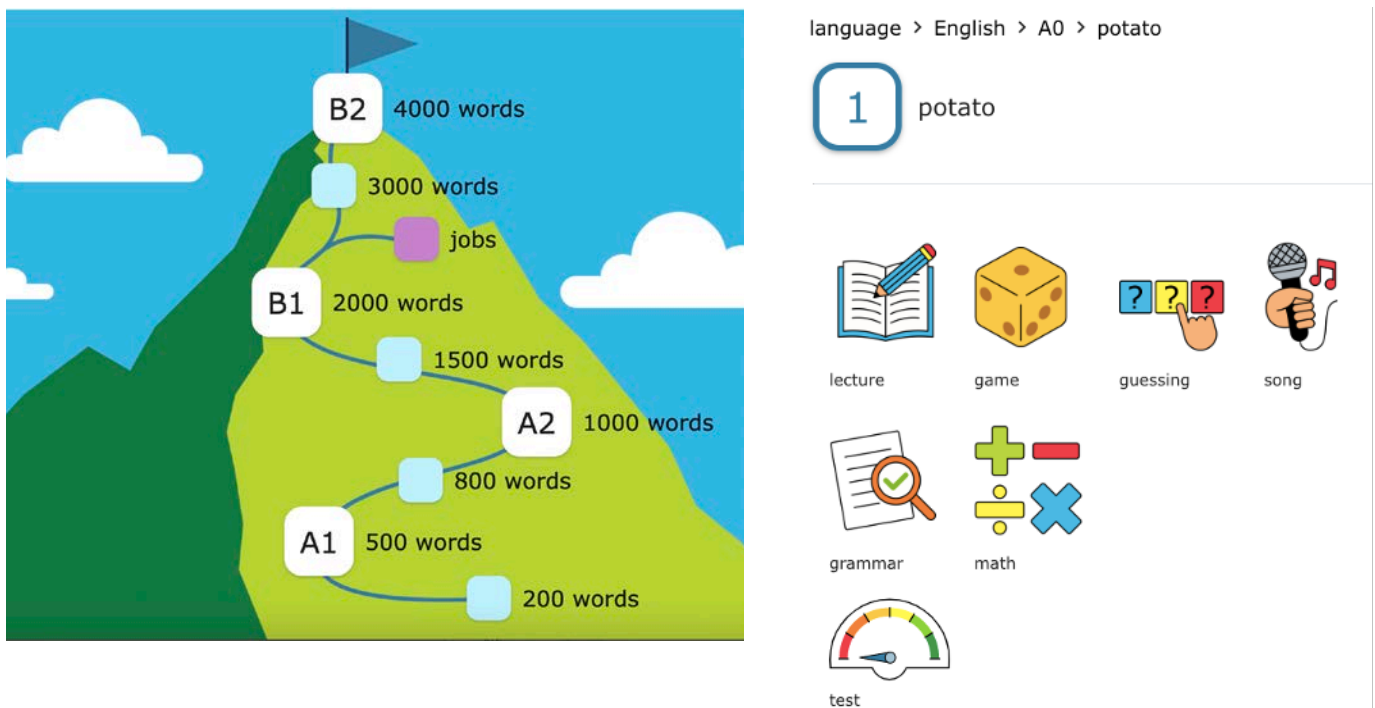 B2 4000 words
3000 words
jobs
B1 2000 words
1500 words
A2 1000 words
800 words
A1 500 words
200 words
language > English > A0 > potato
1 potato
? ? ?
lecture game guessing song
grammar math
test